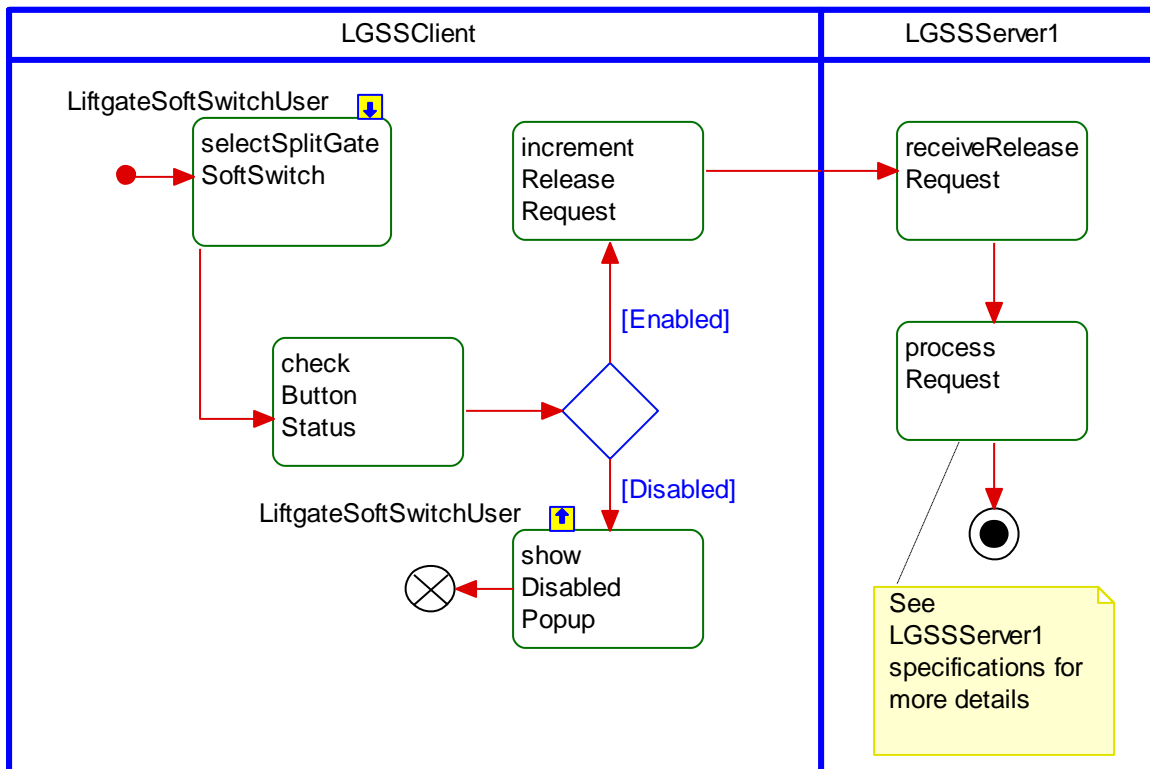 LGSSClient
LGSSServer1
LiftgateSoftSwitchUser
selectSplitGate
SoftSwitch
increment
Release
Request
receiveRelease
Request
[Enabled]
check
Button
Status
process
Request
[Disabled]
LiftgateSoftSwitchUser
show
Disabled
Popup
See
LGSSServer1
specifications for
more details